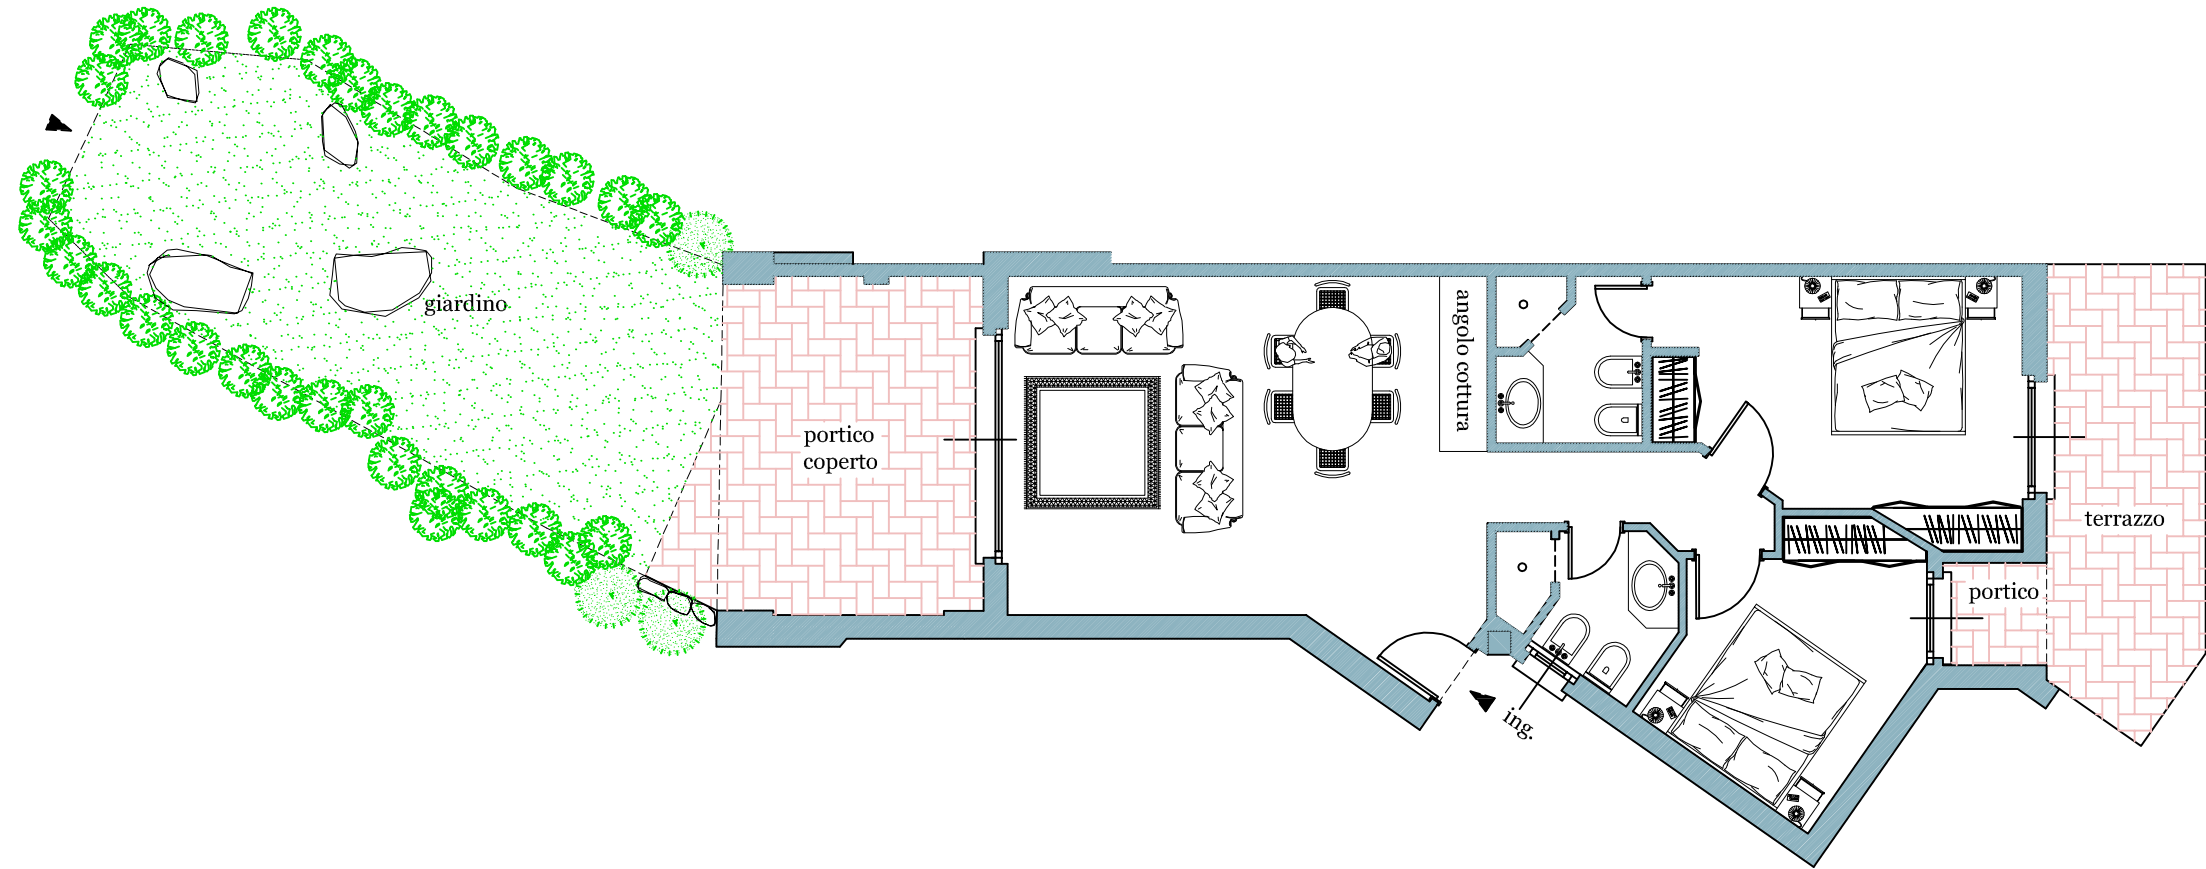 giardino
portico
coperto
angolo cottura
ing.
portico
terrazzo